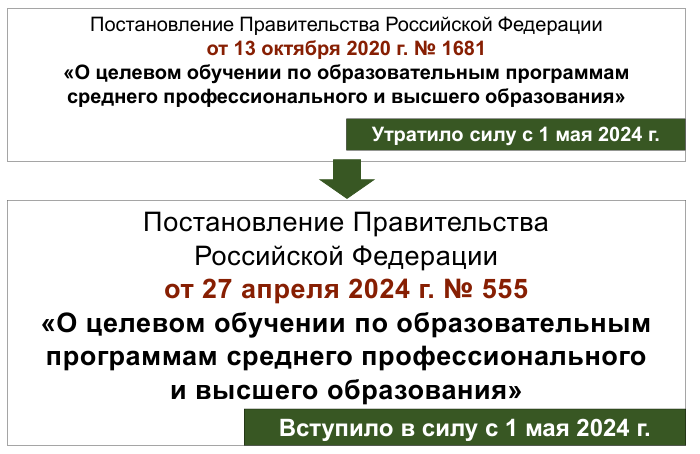 Постановление Правительства Российской Федерации
от 13 октября 2020 г. № 1681
«О целевом обучении по образовательным программам
среднего профессионального и высшего образования»
Утратило силу с 1 мая 2024 г.
Постановление Правительства
Российской Федерации
от 27 апреля 2024 г. № 555
«О целевом обучении по образовательным
программам среднего профессионального
и высшего образования»
Вступило в силу с 1 мая 2024 г.